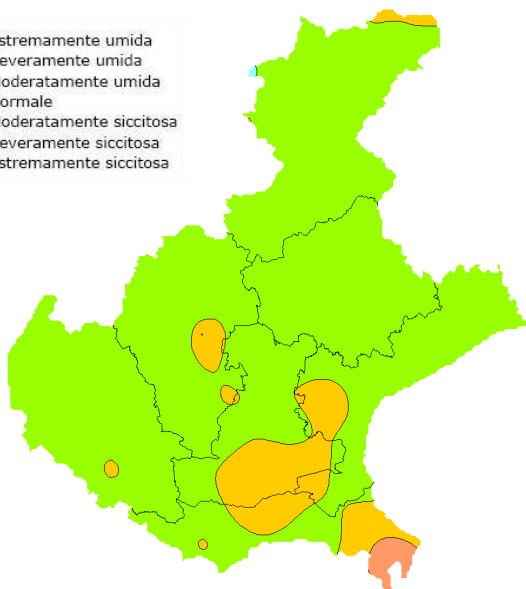 stremamente umida
everamente umida
oderatamente umida
ormale
oderatamente siccitosa
everamente siccitosa
stremamente siccitosa